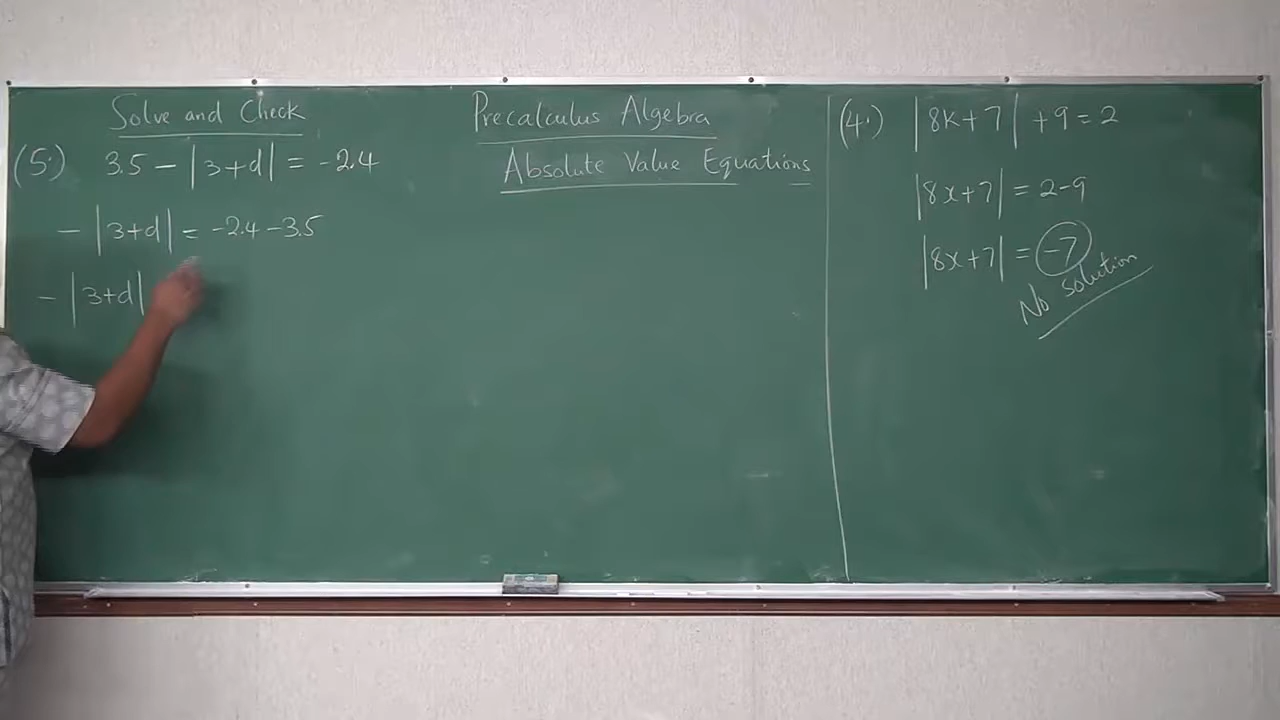 Solve and Check
(5.) 3.5 - |3+d| = -2.4
- |3+d| = -2.4 - 3.5
- |3+d|
Precalculus Algebra
Absolute Value Equations
(4.) |8k+7| +9 = 2
|8x+7| = 2-9
|8x+7| = -7
No solution